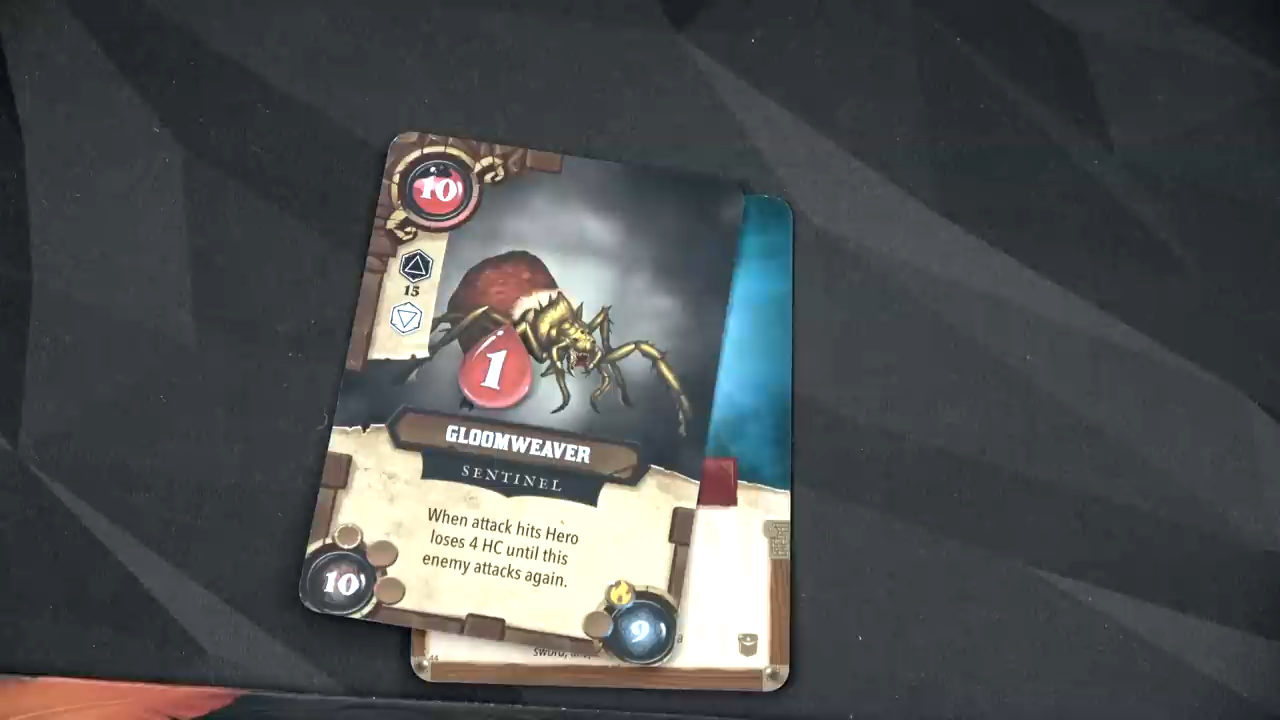 10
15
1
GLOOMWEAVER
SENTINEL
When attack hits Hero
loses 4 HC until this
enemy attacks again.
10
9
44
sword,